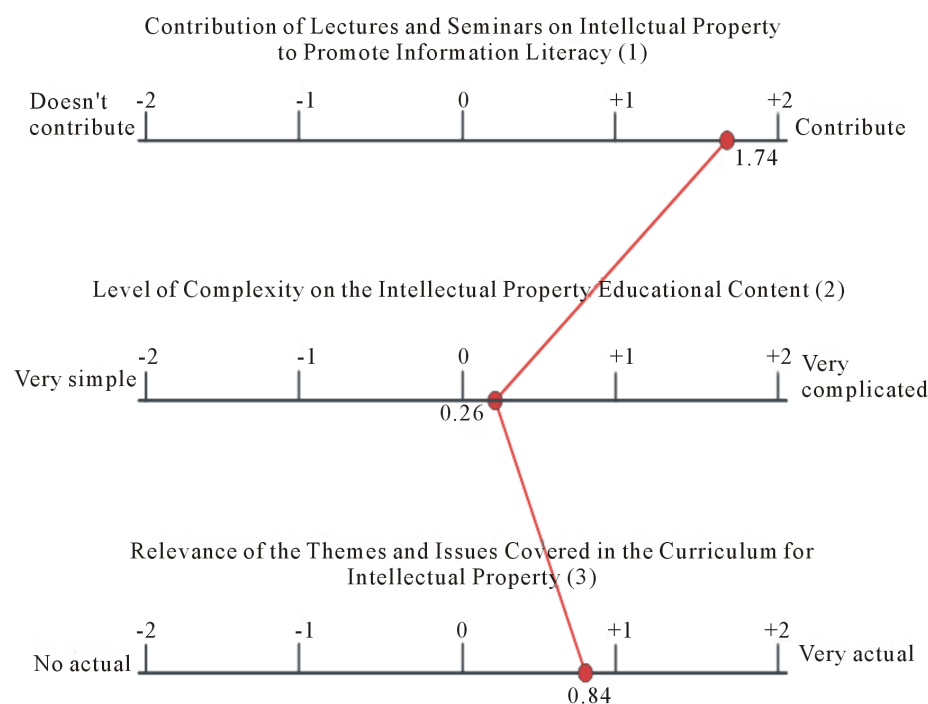 Contribution of Lectures and Seminars on Intellctual Property
to Promote Information Literacy (1)
Doesn't
contribute
-2 -1 0 +1 +2
Contribute
1.74
Level of Complexity on the Intellectual Property Educational Content (2)
-2 -1 0 +1 +2
Very simple
Very
complicated
0.26
Relevance of the Themes and Issues Covered in the Curriculum for
Intellectual Property (3)
-2 -1 0 +1 +2
No actual
Very actual
0.84